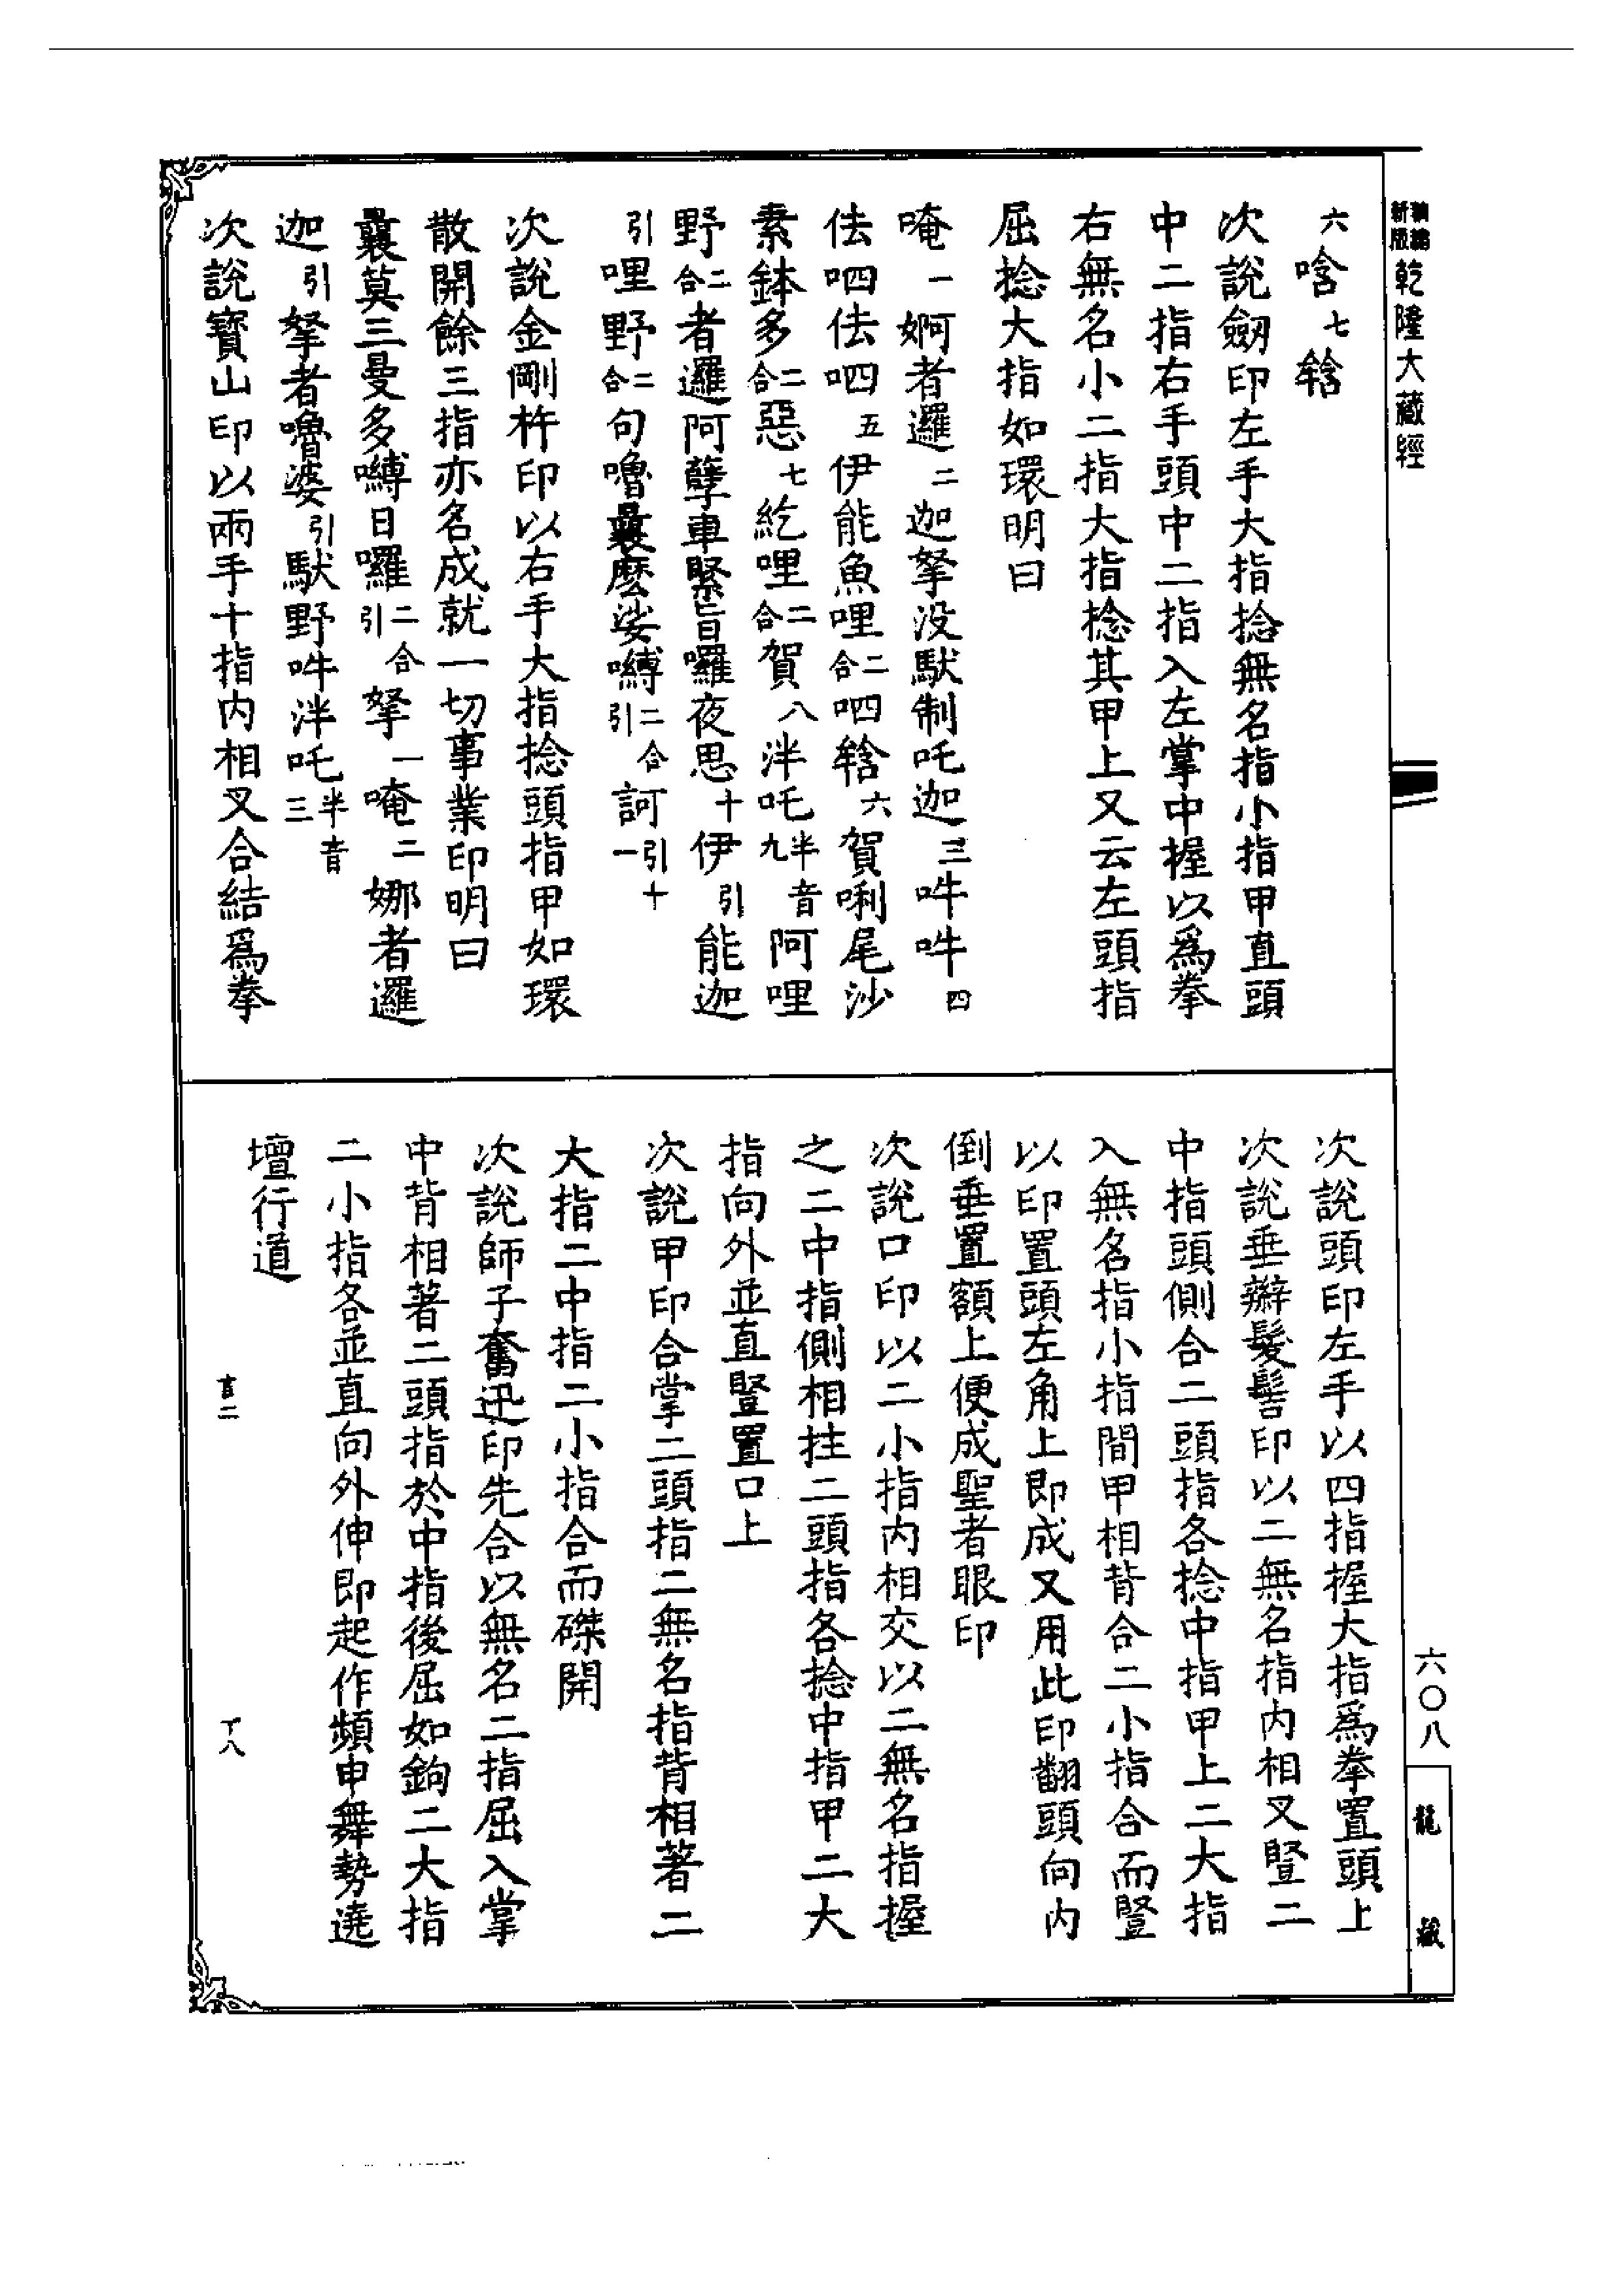 新編
縮版
乾隆大藏經
六〇八
龍藏
六唅七䡏
次說劒印左手大指捻無名指小指甲直頭
中二指右手頭中二指入左掌中握以爲拳
右無名小二指大指捻其甲上又云左頭指
屈捻大指如環明曰
唵一婀者邏二迦拏没馱制吒迦三吽吽四
佉呬佉呬五伊能魚哩二合呬䡏六賀唎尾沙
素鉢多二合惡七紇哩二合賀八泮吒半音九阿哩
野二合者邏阿孽車緊旨囉夜思十伊引能迦
引哩野二合句嚕曩麽娑嚩二合引訶引十一
次說金剛杵印以右手大指捻頭指甲如環
散開餘三指亦名成就一切事業印明曰
曩莫三曼多嚩日囉二合引拏一唵二娜者邏
迦引拏者嚕婆引馱野吽泮吒半音三
次說寶山印以兩手十指内相叉合結爲拳
次說頭印左手以四指握大指爲拳置頭上
次說垂辮髮髻印以二無名指内相叉豎二
中指頭側合二頭指各捻中指甲上二大指
入無名指小指間甲相背合二小指合而豎
以印置頭左角上即成又用此印翻頭向内
倒垂置額上便成聖者眼印
次說口印以二小指内相交以二無名指握
之二中指側相拄二頭指各捻中指甲二大
指向外並直豎置口上
次說甲印合掌二頭指二無名指背相著二
大指二中指二小指合而磔開
次說師子奮迅印先合以無名二指屈入掌
中背相著二頭指於中指後屈如鉤二大指
二小指各並直向外伸即起作頻申舞勢遶
壇行道
言二
十八